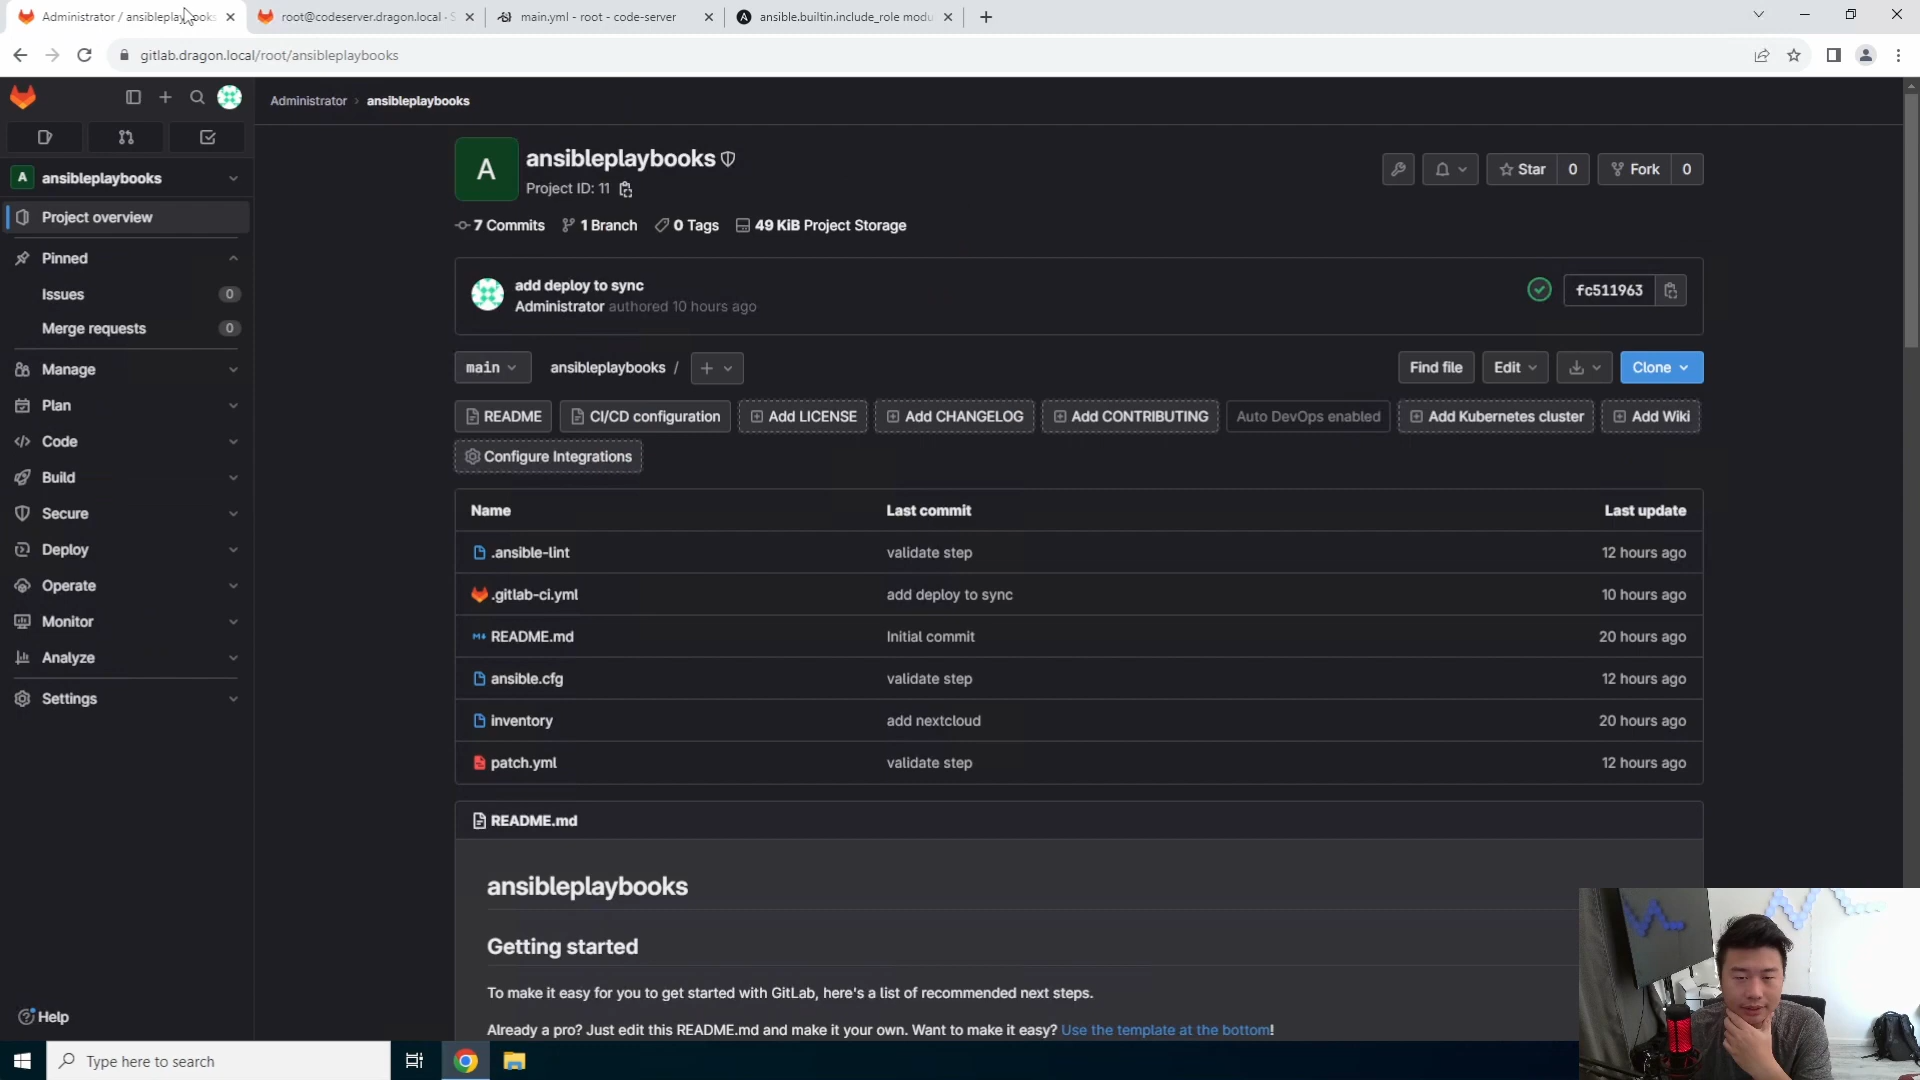 Administrator / ansibleplaybooks
root@codeserver.dragon.local - S
main.yml - root - code-server
ansible.builtin.include_role modu
gitlab.dragon.local/root/ansibleplaybooks
Administrator › ansibleplaybooks
A ansibleplaybooks
Project overview
Pinned
Issues 0
Merge requests 0
Manage
Plan
Code
Build
Secure
Deploy
Operate
Monitor
Analyze
Settings
Help
A
ansibleplaybooks
Project ID: 11
Star 0
Fork 0
7 Commits
1 Branch
0 Tags
49 KiB Project Storage
add deploy to sync
Administrator authored 10 hours ago
fc511963
main
ansibleplaybooks /
Find file
Edit
Clone
README
CI/CD configuration
Add LICENSE
Add CHANGELOG
Add CONTRIBUTING
Auto DevOps enabled
Add Kubernetes cluster
Add Wiki
Configure Integrations
Name Last commit Last update
.ansible-lint validate step 12 hours ago
.gitlab-ci.yml add deploy to sync 10 hours ago
README.md Initial commit 20 hours ago
ansible.cfg validate step 12 hours ago
inventory add nextcloud 20 hours ago
patch.yml validate step 12 hours ago
README.md
ansibleplaybooks
Getting started
To make it easy for you to get started with GitLab, here's a list of recommended next steps.
Already a pro? Just edit this README.md and make it your own. Want to make it easy? Use the template at the bottom!
Type here to search